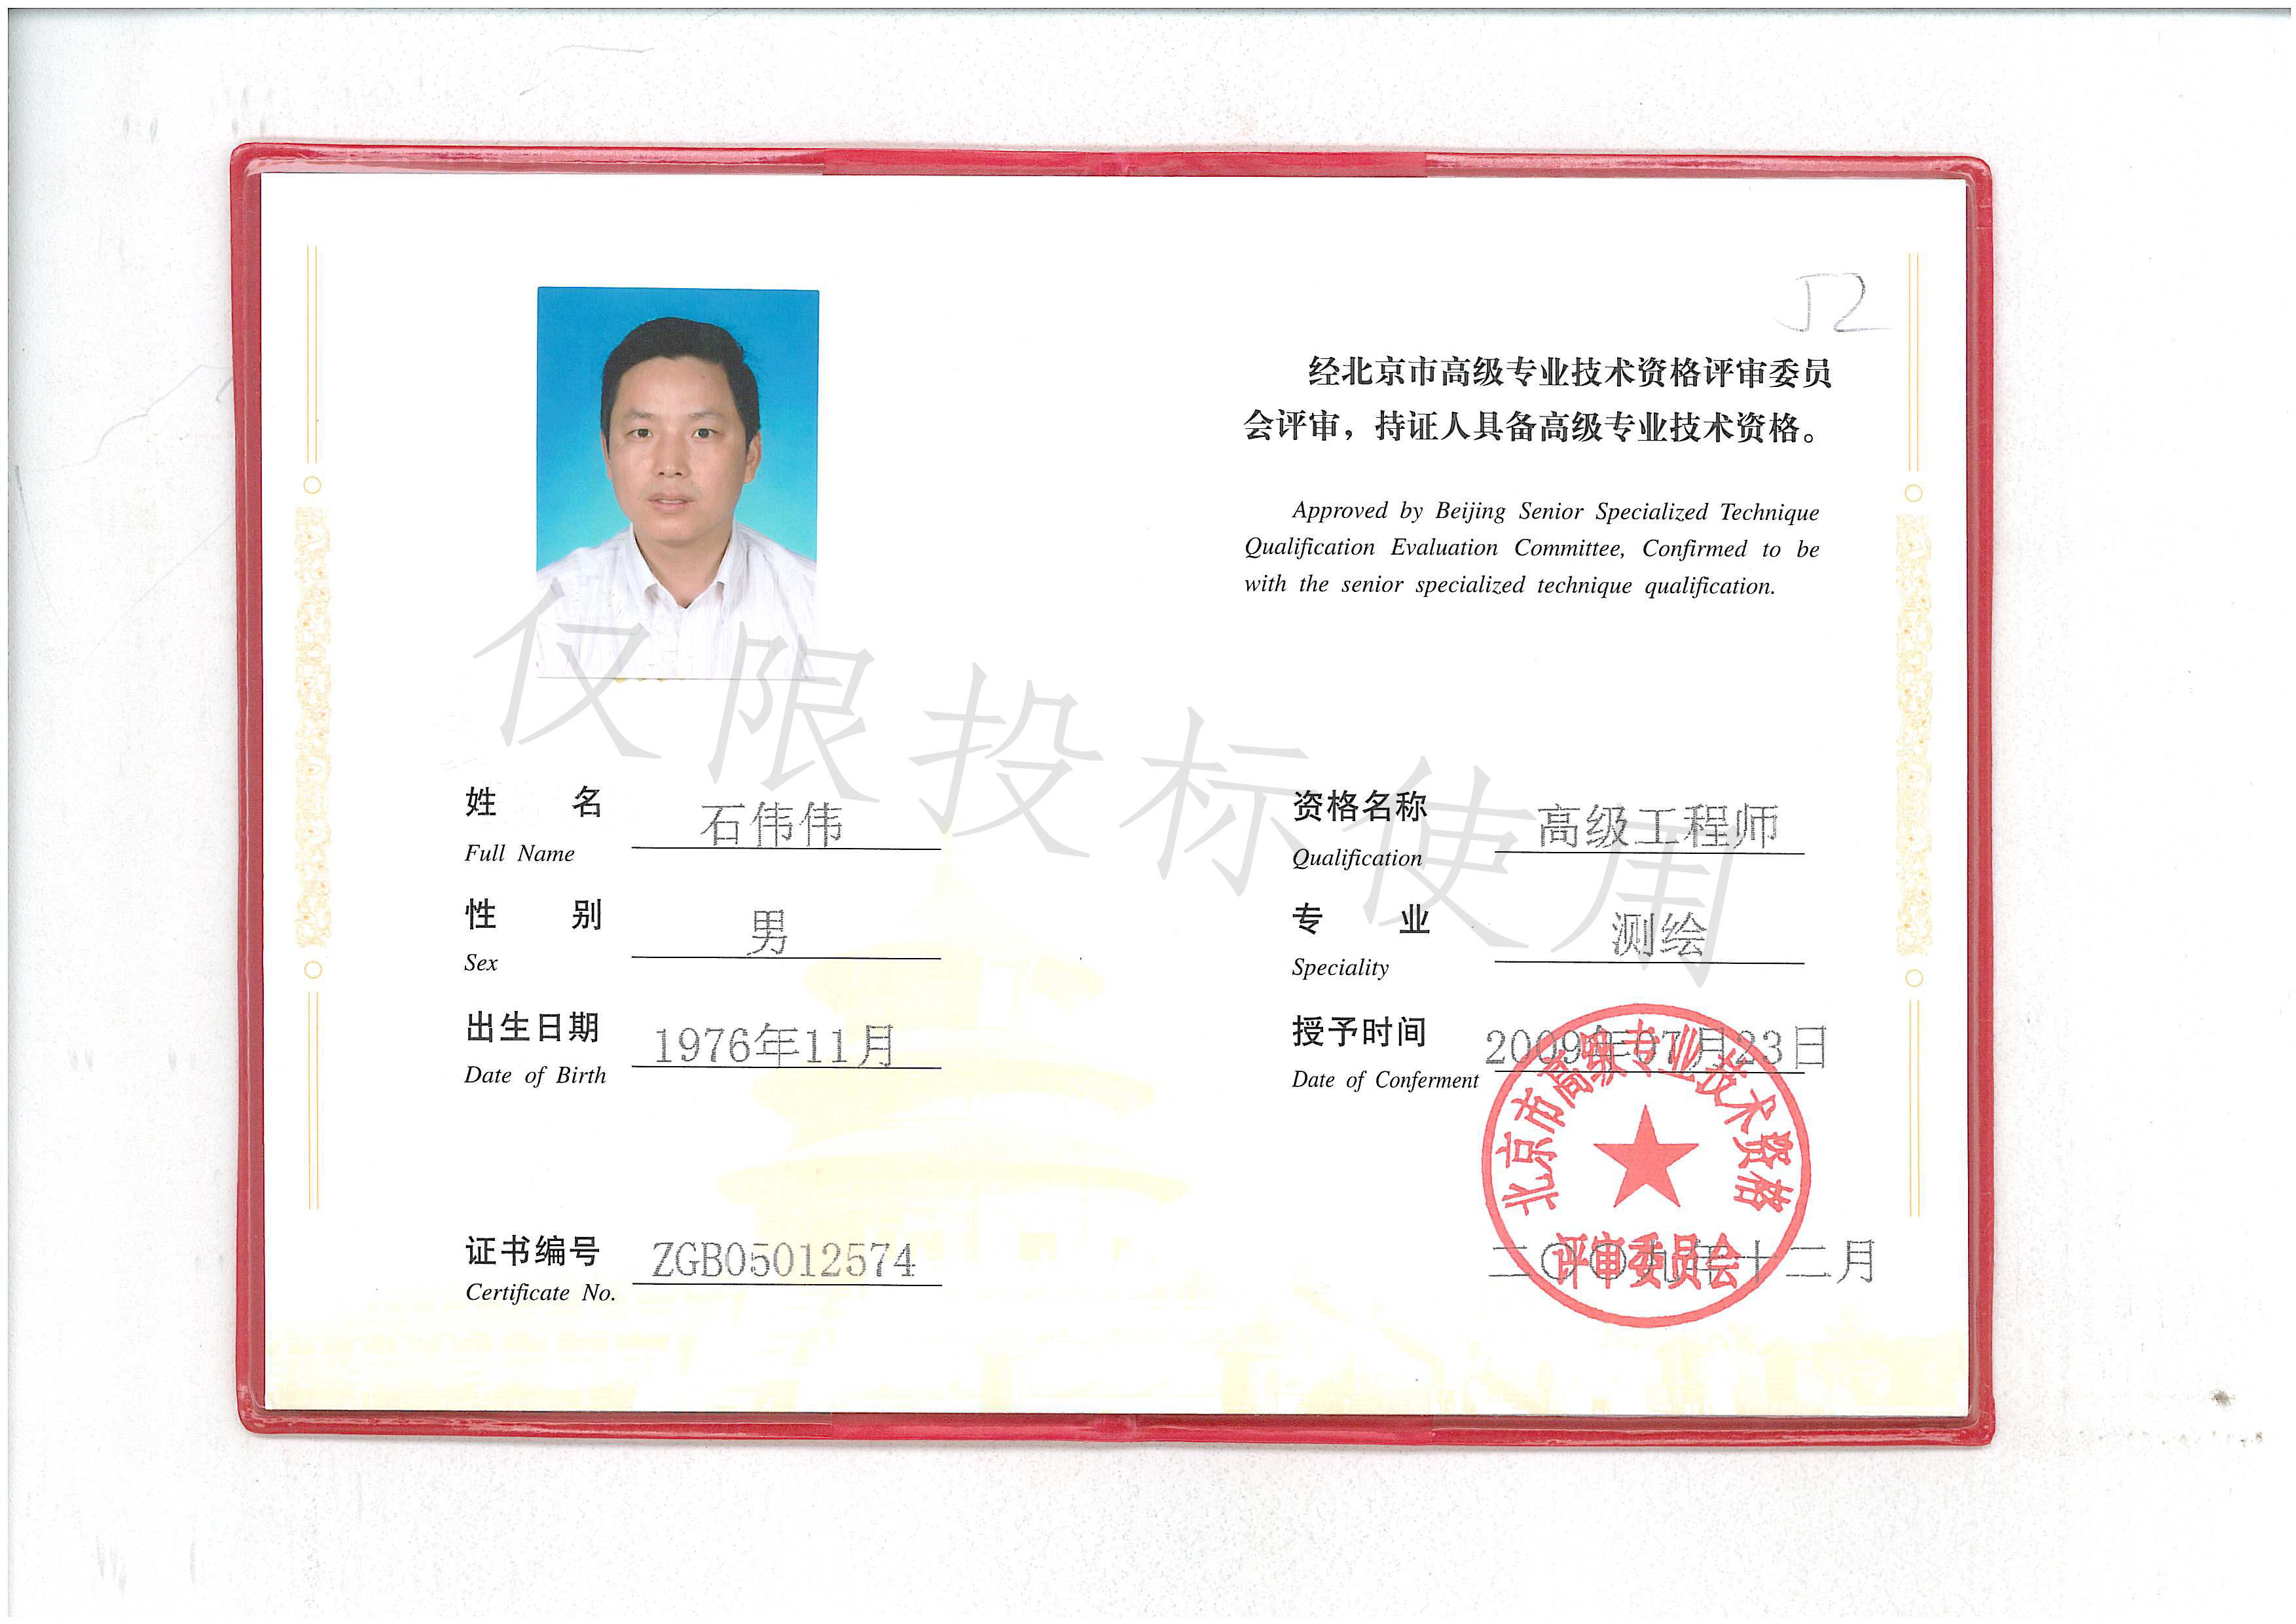 J2
经北京市高级专业技术资格评审委员
会评审，持证人具备高级专业技术资格。
Approved by Beijing Senior Specialized Technique
Qualification Evaluation Committee, Confirmed to be
with the senior specialized technique qualification.
仅限投标使用
姓 名 石伟伟
Full Name
性 别 男
Sex
出生日期 1976年11月
Date of Birth
证书编号 ZGB05012574
Certificate No.
资格名称 高级工程师
Qualification
专 业 测绘
Speciality
授予时间 2009年07月23日
Date of Conferment
北京市高级专业技术资格
评审委员会
二〇〇九年十二月